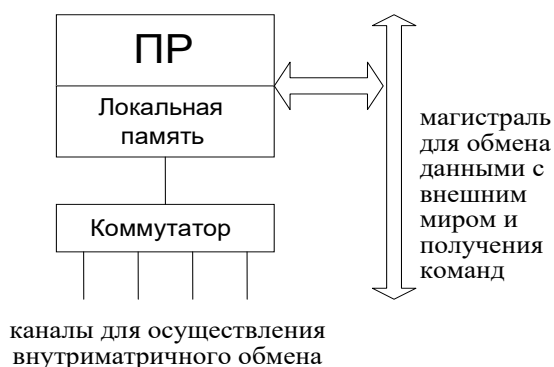 ПР
Локальная
память
Коммутатор
магистраль
для обмена
данными с
внешним
миром и
получения
команд
каналы для осуществления
внутриматричного обмена